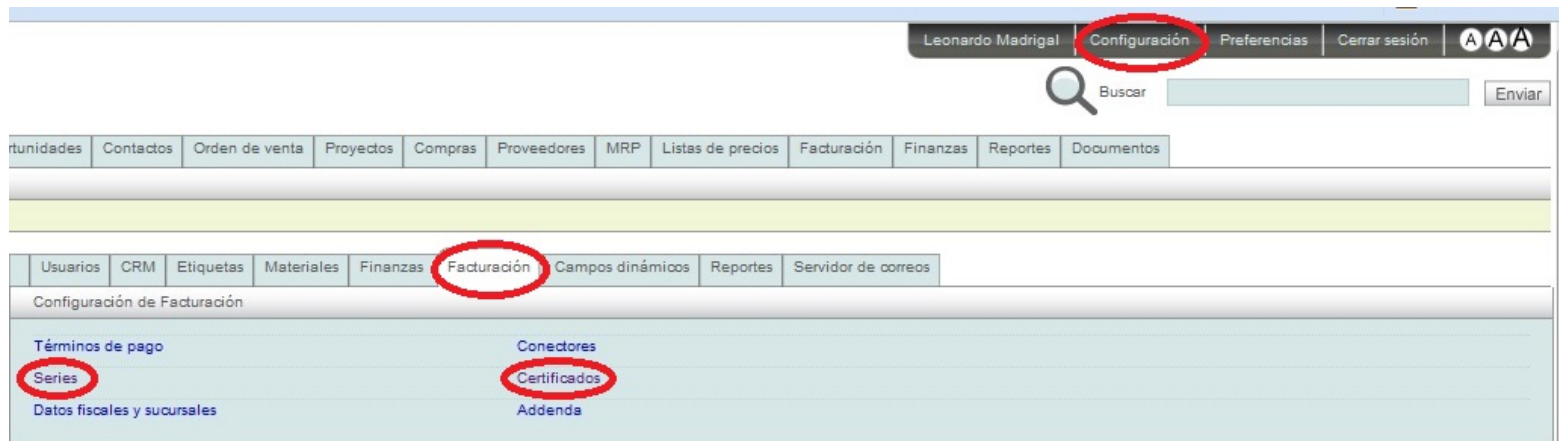 Leonardo Madrigal Configuración Preferencias Cerrar sesión A A A
Buscar Enviar
rtunidades Contactos Orden de venta Proyectos Compras Proveedores MRP Listas de precios Facturación Finanzas Reportes Documentos
Usuarios CRM Etiquetas Materiales Finanzas Facturación Campos dinámicos Reportes Servidor de correos
Configuración de Facturación
Términos de pago Conectores
Series Certificados
Datos fiscales y sucursales Addenda